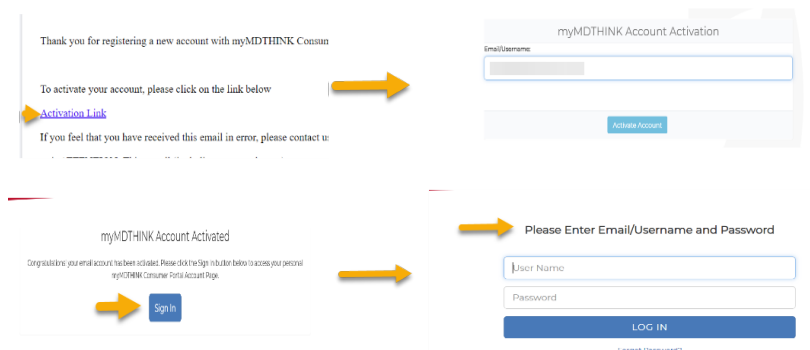 Thank you for registering a new account with myMDTHINK Consum
To activate your account, please click on the link below
Activation Link
If you feel that you have received this email in error, please contact us
myMDTHINK Account Activation
Email/Username:
Activate Account
myMDTHINK Account Activated
Congratulations! your email account has been activated. Please click the Sign In button below to access your personal
myMDTHINK Consumer Portal Account Page.
Sign In
Please Enter Email/Username and Password
User Name
Password
LOG IN